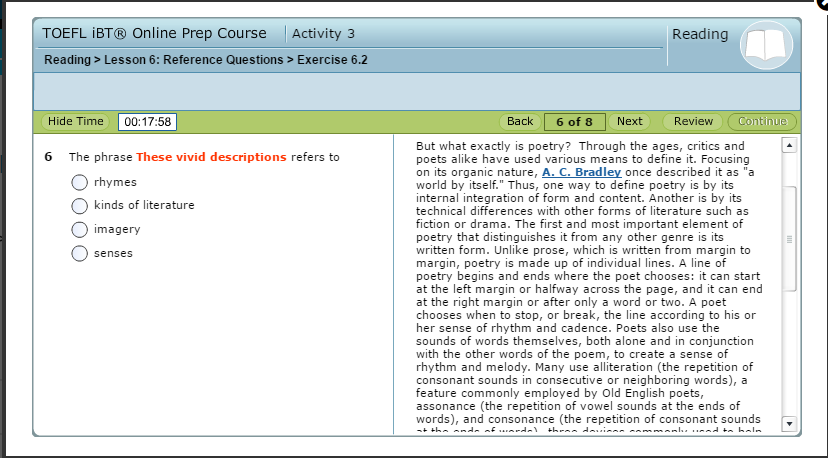 TOEFL iBT® Online Prep Course Activity 3
Reading
Reading > Lesson 6: Reference Questions > Exercise 6.2
Hide Time 00:17:58 Back 6 of 8 Next Review Continue
6 The phrase These vivid descriptions refers to
rhymes
kinds of literature
imagery
senses
But what exactly is poetry? Through the ages, critics and
poets alike have used various means to define it. Focusing
on its organic nature, A. C. Bradley once described it as "a
world by itself." Thus, one way to define poetry is by its
internal integration of form and content. Another is by its
technical differences with other forms of literature such as
fiction or drama. The first and most important element of
poetry that distinguishes it from any other genre is its
written form. Unlike prose, which is written from margin to
margin, poetry is made up of individual lines. A line of
poetry begins and ends where the poet chooses: it can start
at the left margin or halfway across the page, and it can end
at the right margin or after only a word or two. A poet
chooses when to stop, or break, the line according to his or
her sense of rhythm and cadence. Poets also use the
sounds of words themselves, both alone and in conjunction
with the other words of the poem, to create a sense of
rhythm and melody. Many use alliteration (the repetition of
consonant sounds in consecutive or neighboring words), a
feature commonly employed by Old English poets,
assonance (the repetition of vowel sounds at the ends of
words), and consonance (the repetition of consonant sounds
at the ends of words), three devices commonly used to help